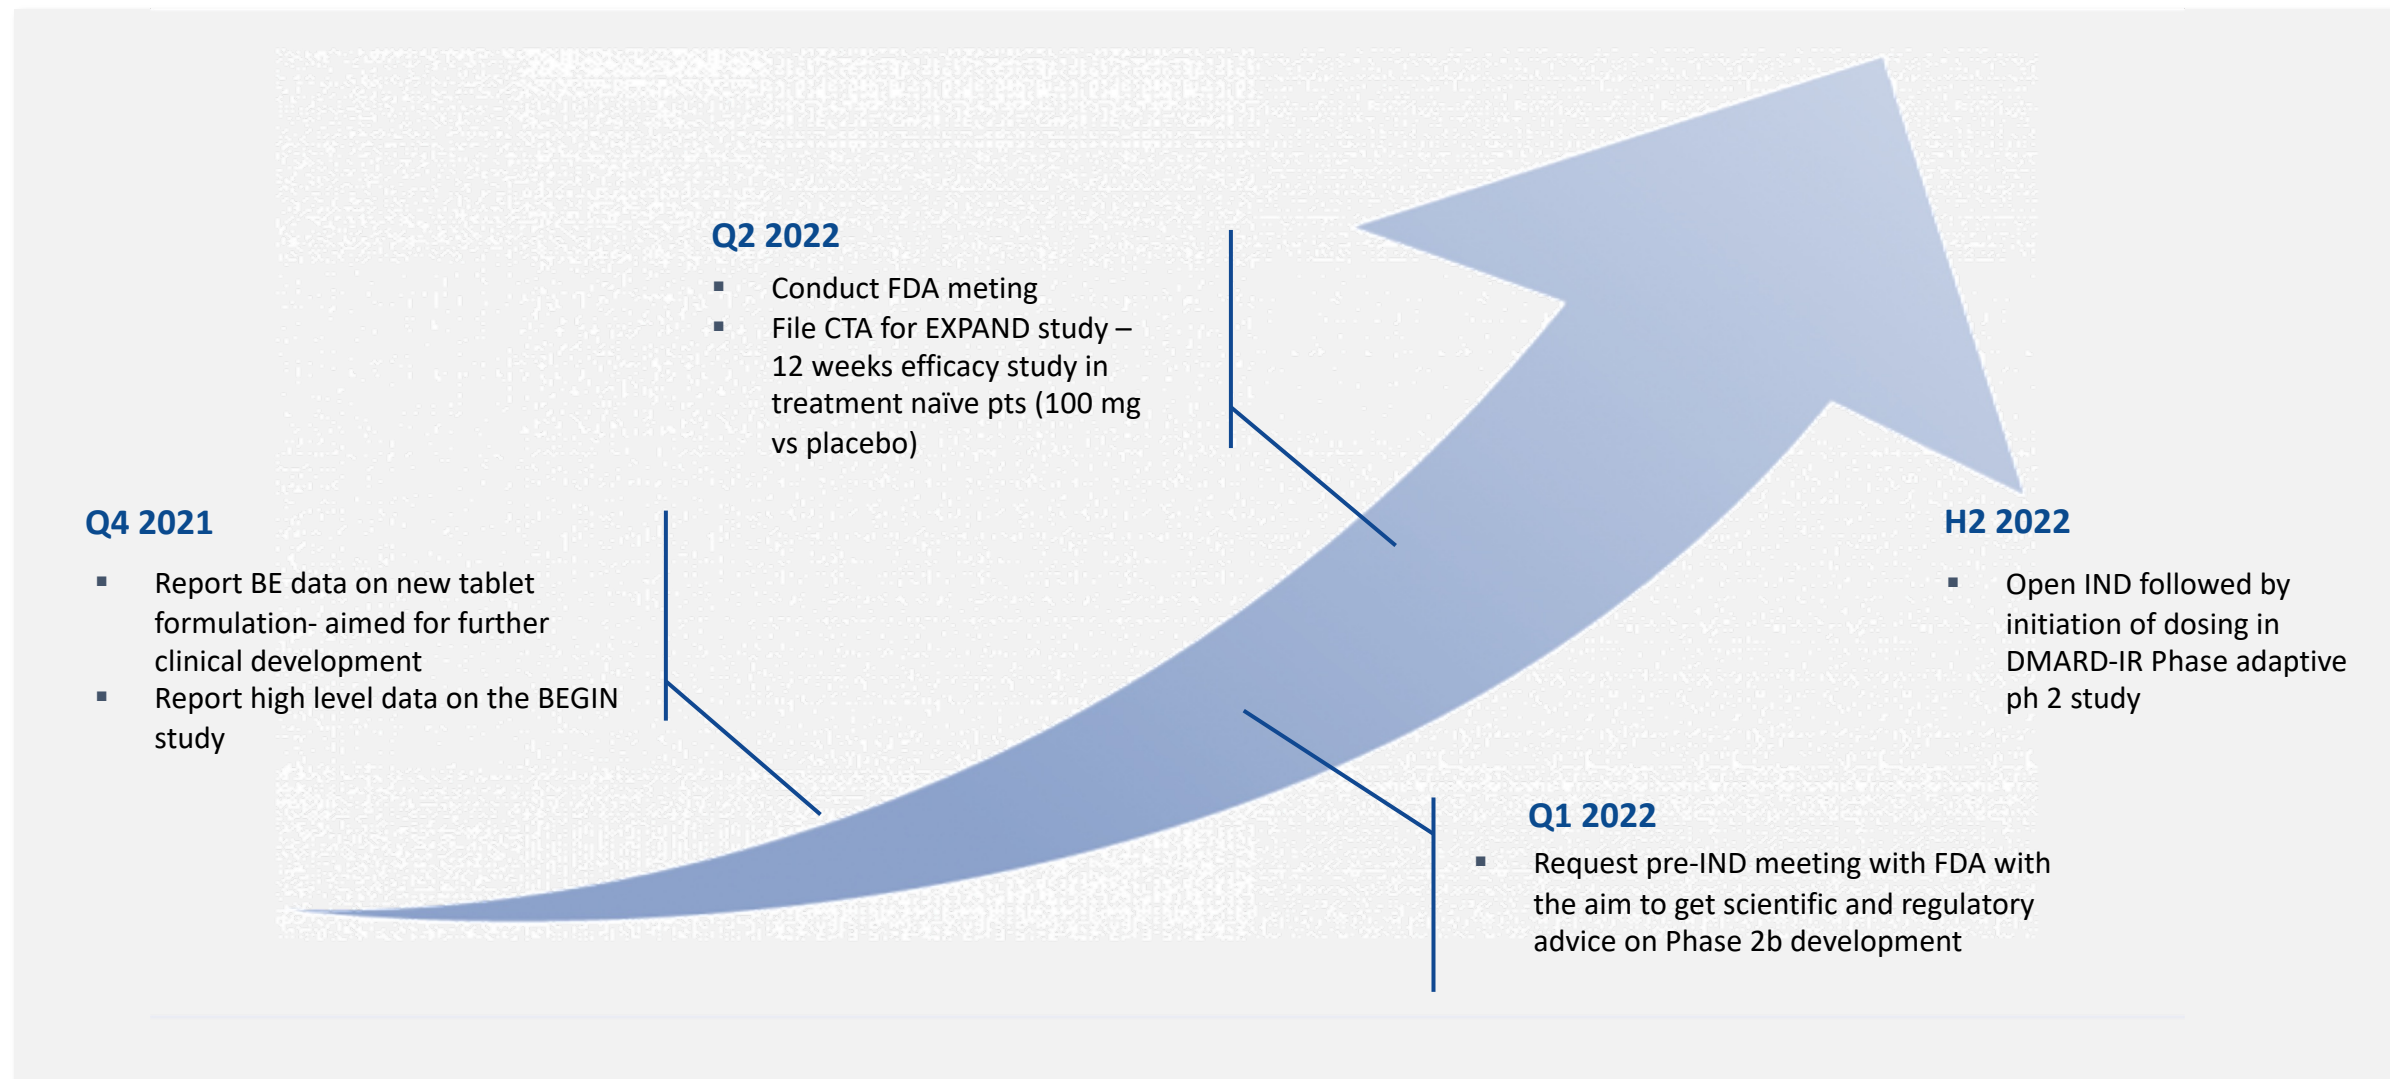 Q2 2022
▪ Conduct FDA meting
▪ File CTA for EXPAND study –
12 weeks efficacy study in
treatment naïve pts (100 mg
vs placebo)
Q4 2021
▪ Report BE data on new tablet
formulation- aimed for further
clinical development
▪ Report high level data on the BEGIN
study
H2 2022
▪ Open IND followed by
initiation of dosing in
DMARD-IR Phase adaptive
ph 2 study
Q1 2022
▪ Request pre-IND meeting with FDA with
the aim to get scientific and regulatory
advice on Phase 2b development